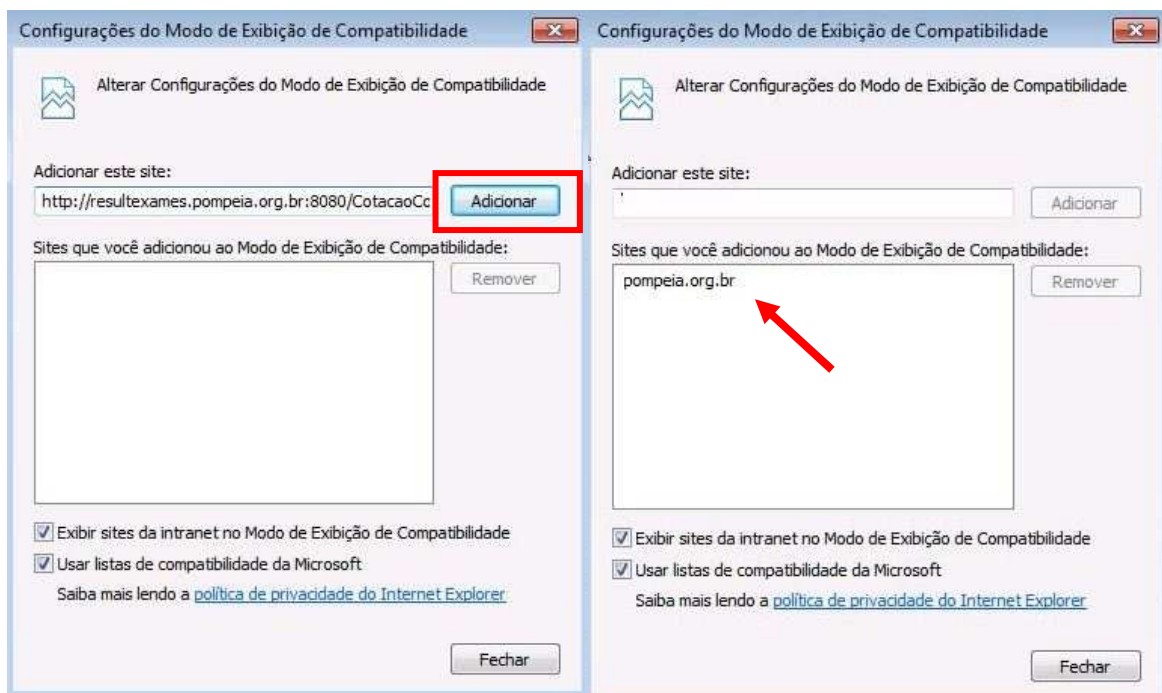 Configurações do Modo de Exibição de Compatibilidade
Alterar Configurações do Modo de Exibição de Compatibilidade
Adicionar este site:
http://resultexames.pompeia.org.br:8080/CotacaoCo
Adicionar
Sites que você adicionou ao Modo de Exibição de Compatibilidade:
Remover
Exibir sites da intranet no Modo de Exibição de Compatibilidade
Usar listas de compatibilidade da Microsoft
Saiba mais lendo a política de privacidade do Internet Explorer
Fechar
Configurações do Modo de Exibição de Compatibilidade
Alterar Configurações do Modo de Exibição de Compatibilidade
Adicionar este site:
Adicionar
Sites que você adicionou ao Modo de Exibição de Compatibilidade:
pompeia.org.br
Remover
Exibir sites da intranet no Modo de Exibição de Compatibilidade
Usar listas de compatibilidade da Microsoft
Saiba mais lendo a política de privacidade do Internet Explorer
Fechar